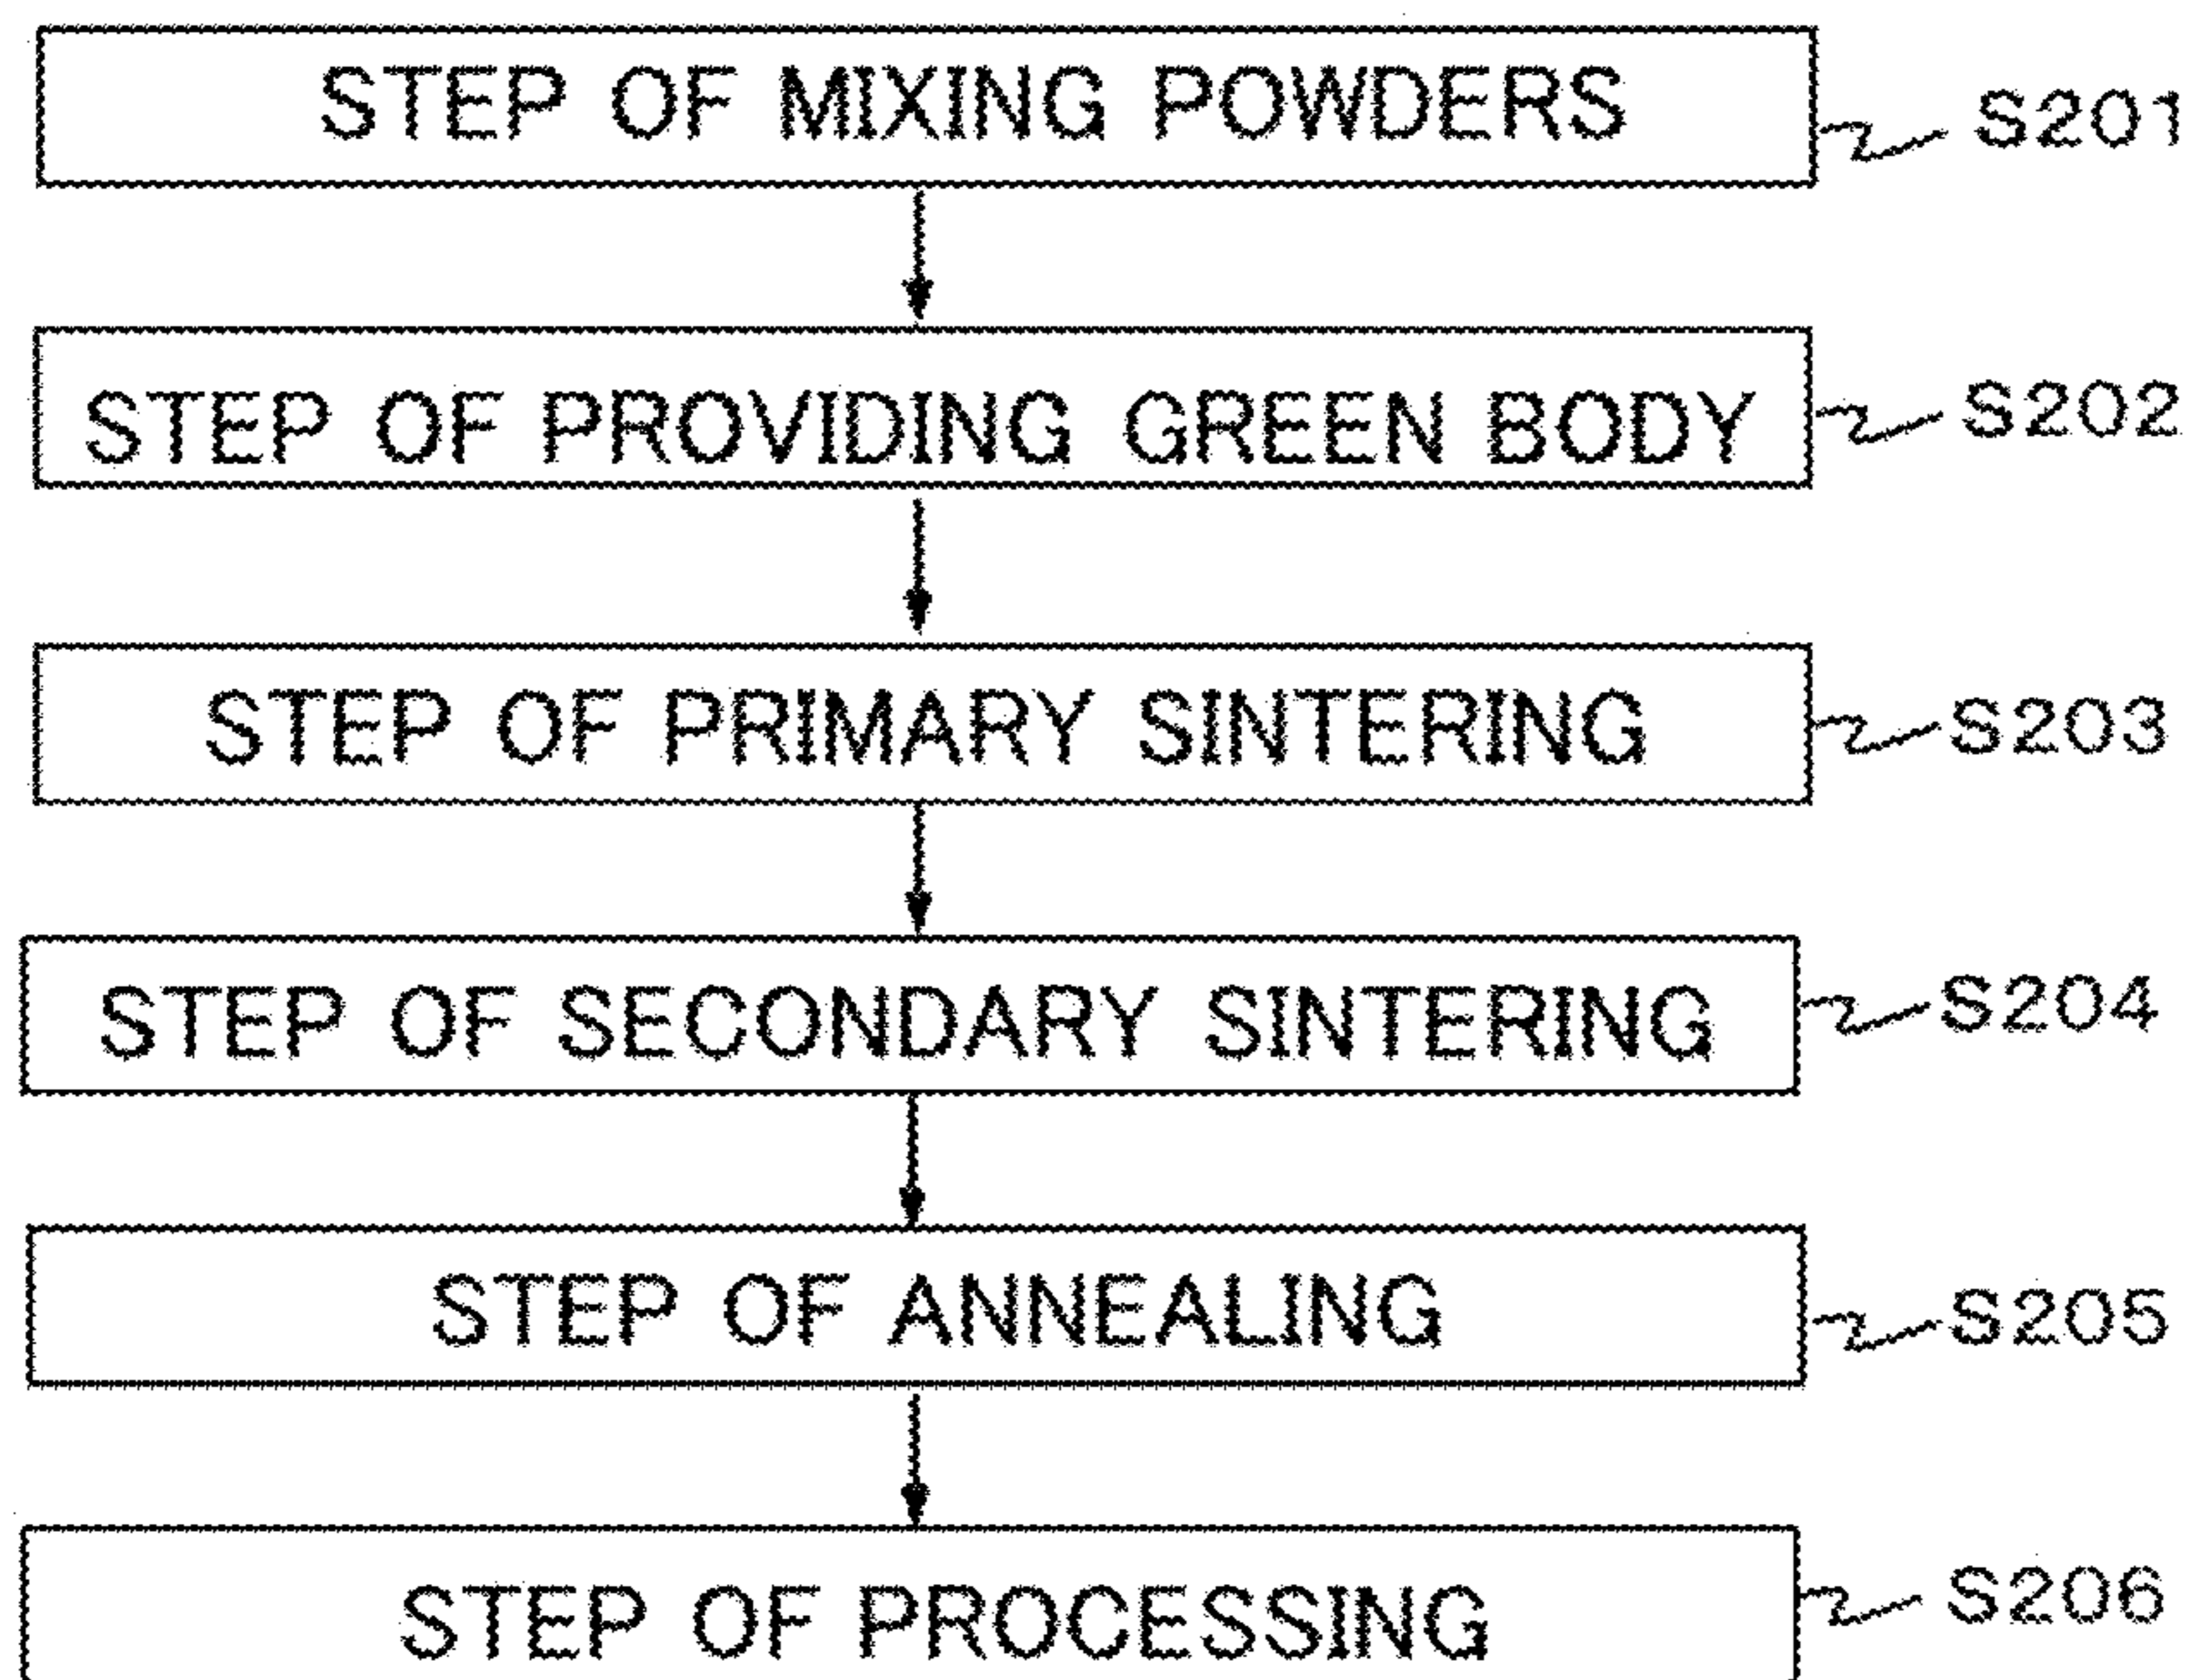 STEP OF MIXING POWDERS S201
STEP OF PROVIDING GREEN BODY S202
STEP OF PRIMARY SINTERING S203
STEP OF SECONDARY SINTERING S204
STEP OF ANNEALING S205
STEP OF PROCESSING S206